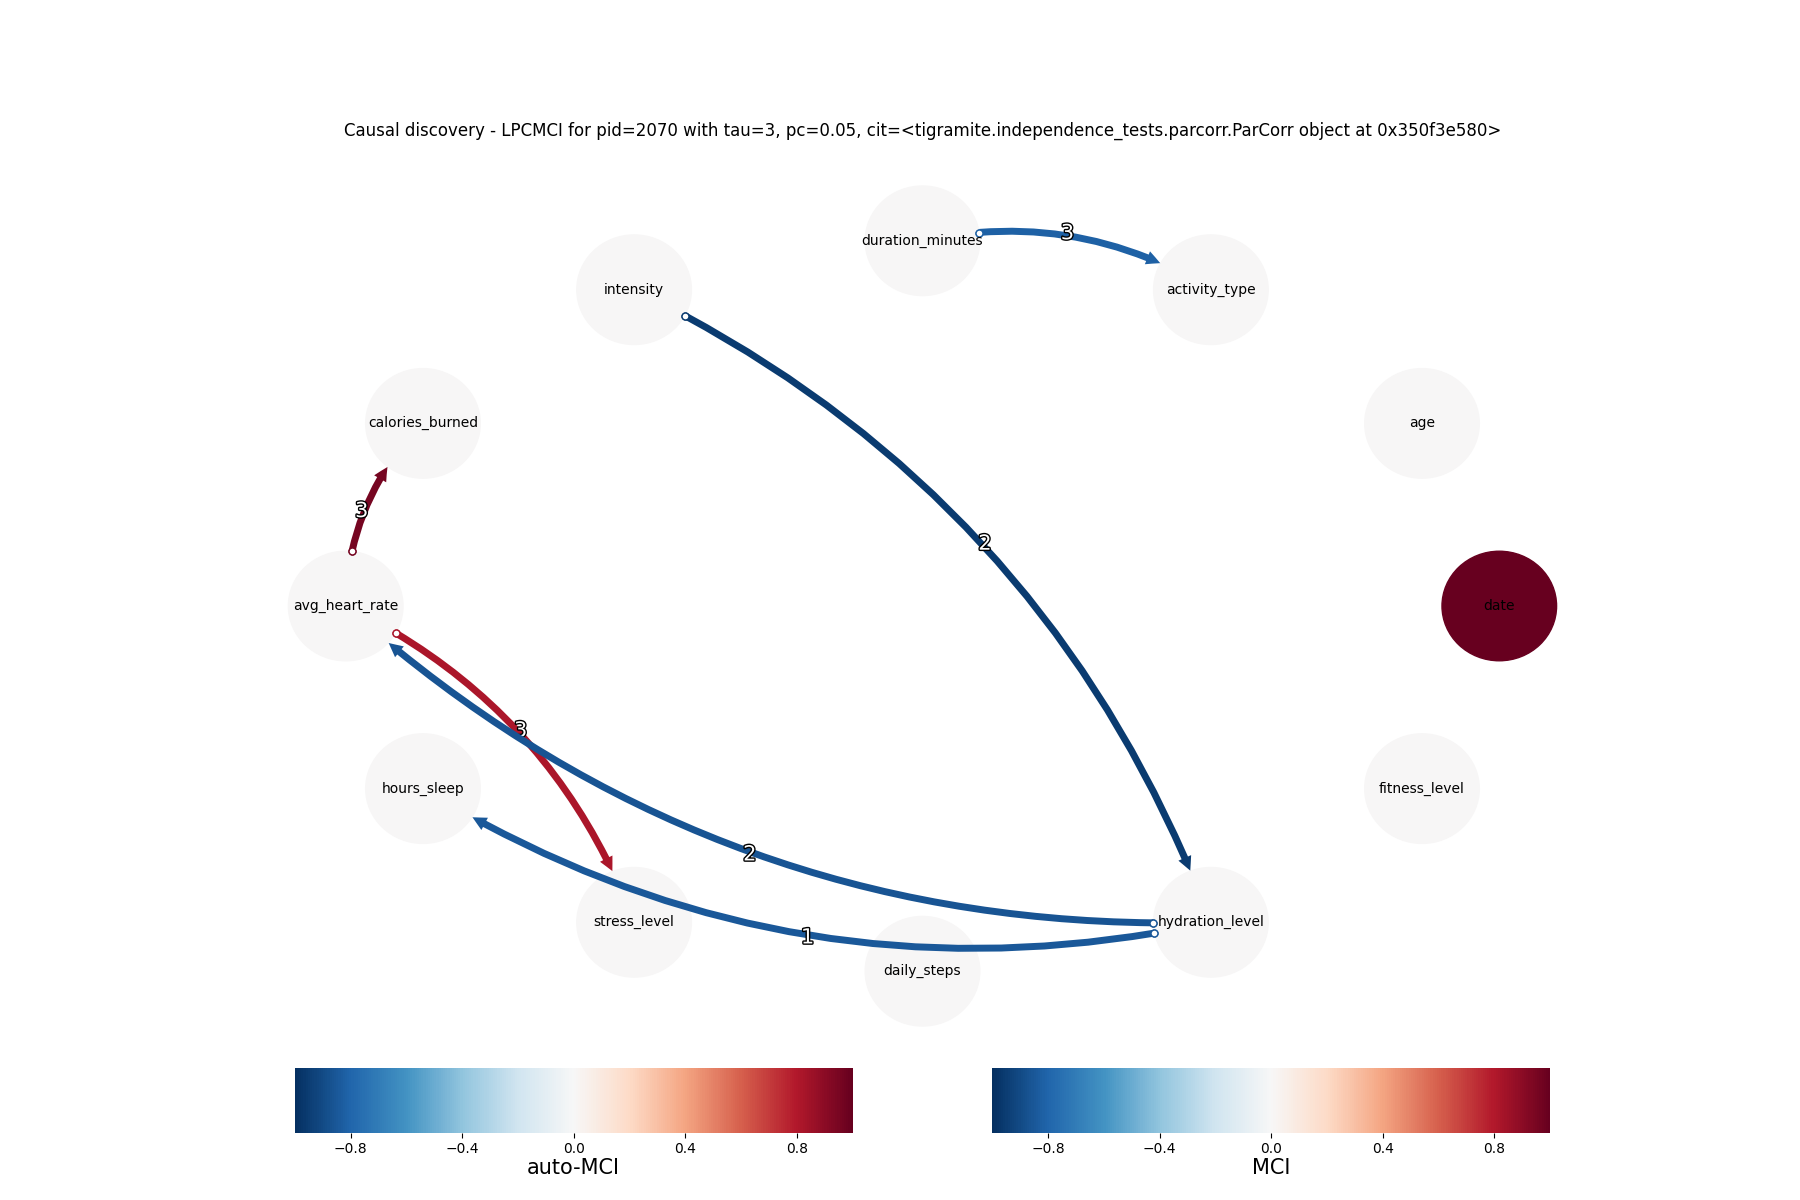 Causal discovery - LPCMCI for pid=2070 with tau=3, pc=0.05, cit=<tigramite.independence_tests.parcorr.ParCorr object at 0x350f3e580>
duration_minutes
3
intensity
activity_type
calories_burned
age
3
2
avg_heart_rate
date
3
hours_sleep
fitness_level
2
stress_level
1
hydration_level
daily_steps
−0.8 −0.4 0.0 0.4 0.8
auto-MCI
−0.8 −0.4 0.0 0.4 0.8
MCI